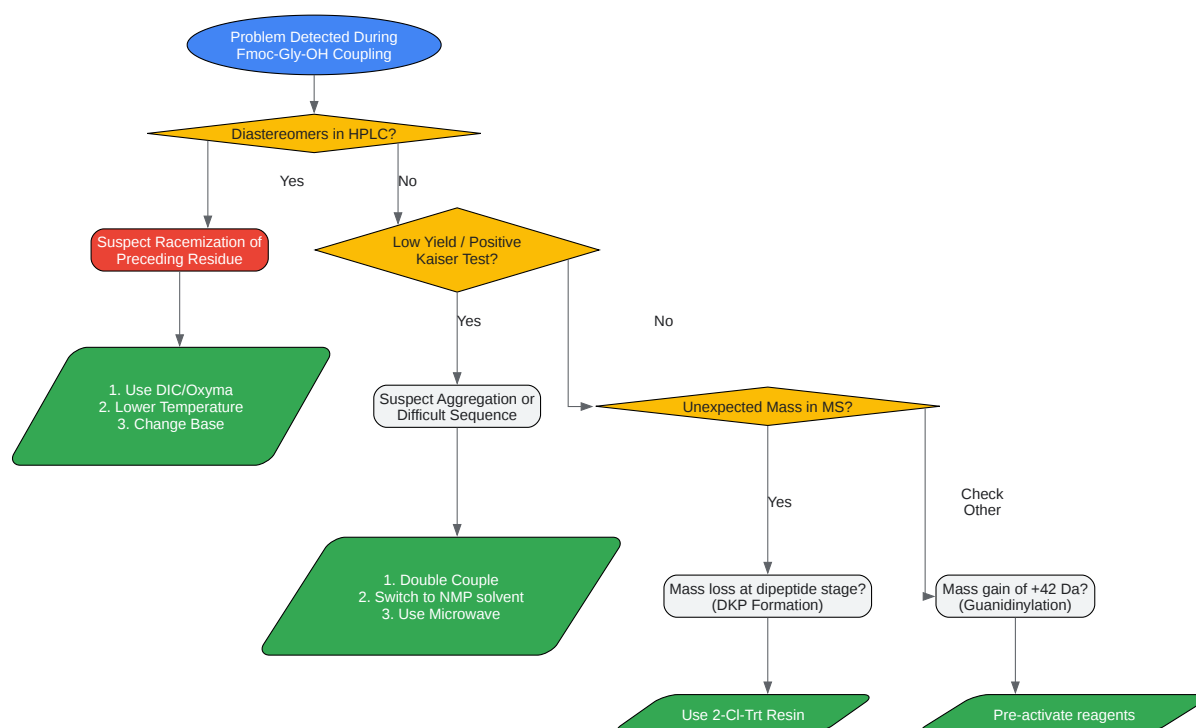 Problem Detected During
Fmoc-Gly-OH Coupling
Diastereomers in HPLC?
Yes
No
Suspect Racemization of
Preceding Residue
Low Yield / Positive
Kaiser Test?
Yes
No
1. Use DIC/Oxyma
2. Lower Temperature
3. Change Base
Suspect Aggregation or
Difficult Sequence
Unexpected Mass in MS?
Yes
Check
Other
1. Double Couple
2. Switch to NMP solvent
3. Use Microwave
Mass loss at dipeptide stage?
(DKP Formation)
Mass gain of +42 Da?
(Guanidinylation)
Use 2-Cl-Trt Resin
Pre-activate reagents